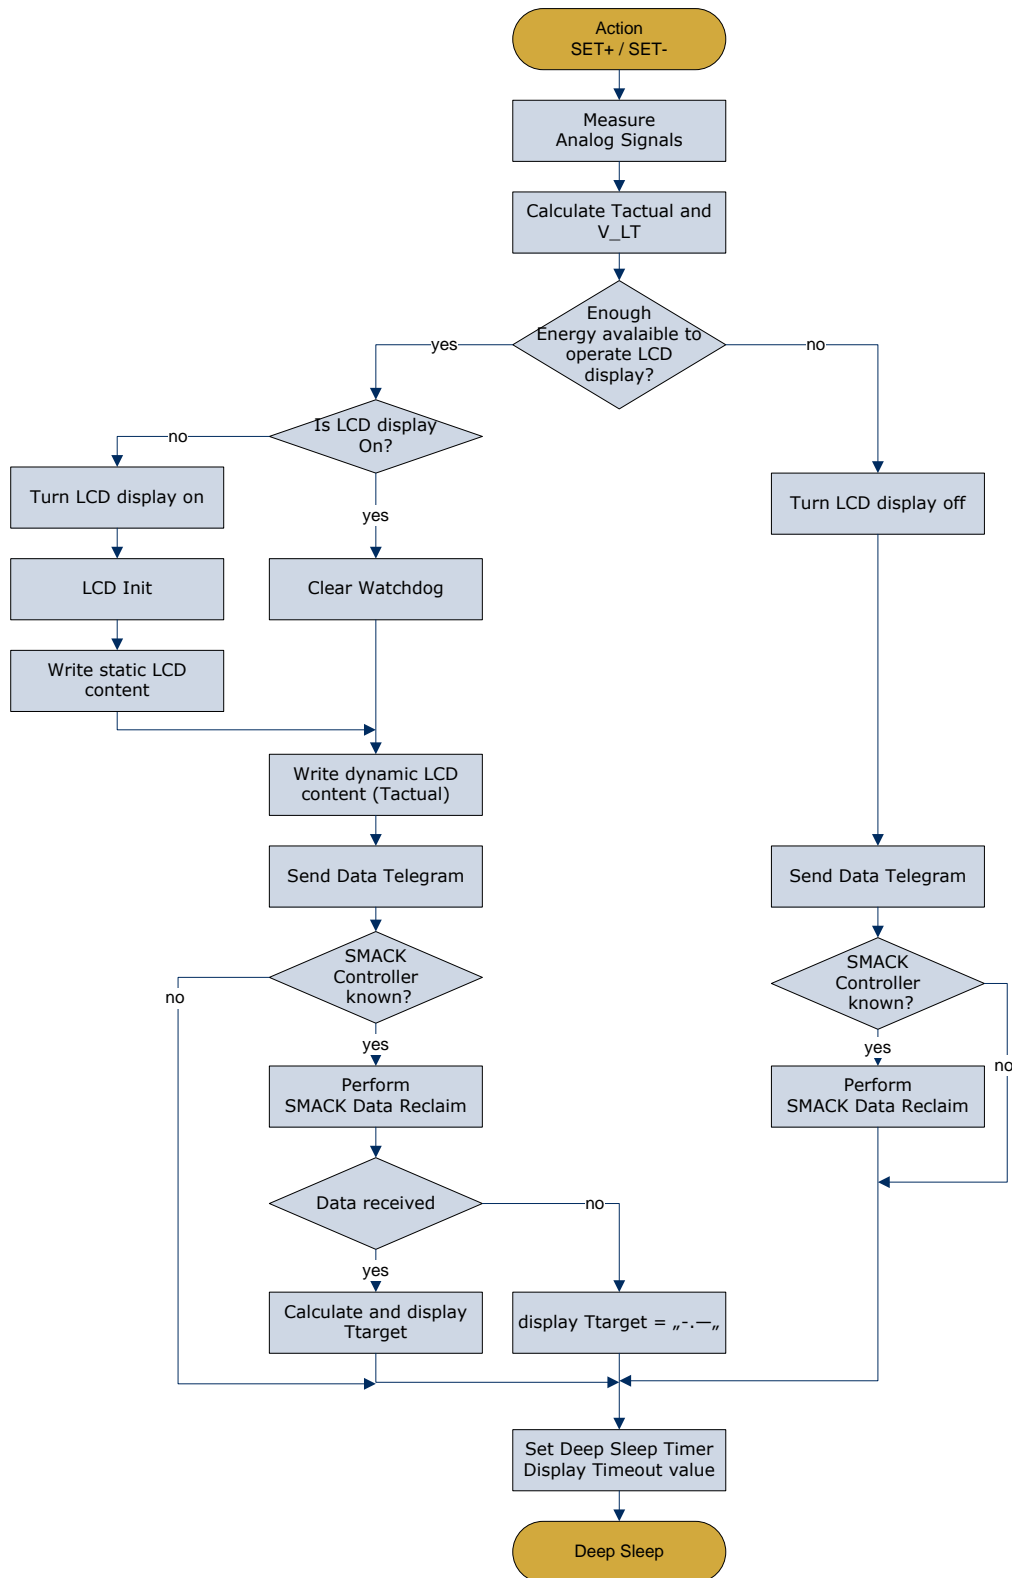 Action
SET+ / SET-
Measure
Analog Signals
Calculate Tactual and
V_LT
Enough
Energy avalaible to
operate LCD
display?
yes
no
Is LCD display
On?
no
yes
Turn LCD display on
Turn LCD display off
LCD Init
Clear Watchdog
Write static LCD
content
Write dynamic LCD
content (Tactual)
Send Data Telegram
Send Data Telegram
SMACK
Controller
known?
SMACK
Controller
known?
no
yes
yes
no
Perform
SMACK Data Reclaim
Perform
SMACK Data Reclaim
Data received
no
yes
Calculate and display
Ttarget
display Ttarget = „-.—„
Set Deep Sleep Timer
Display Timeout value
Deep Sleep